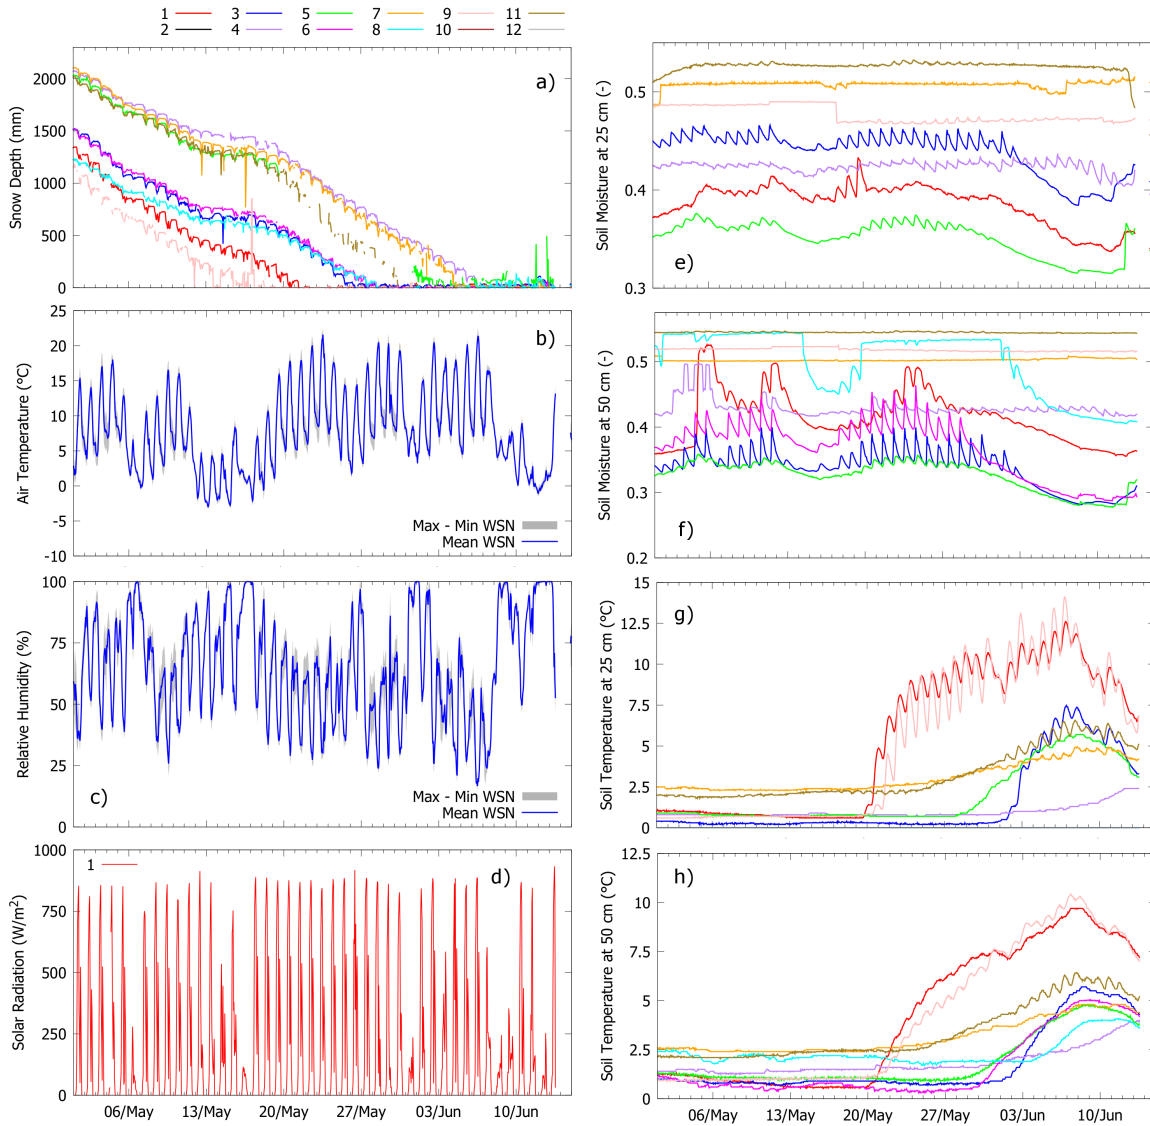 1 3 5 7 9 11
2 4 6 8 10 12
a)
Snow Depth (mm)
2000
1500
1000
500
0
b)
Air Temperature (°C)
25
20
15
10
5
0
-5
-10
Max - Min WSN
Mean WSN
c)
Relative Humidity (%)
100
75
50
25
0
Max - Min WSN
Mean WSN
d)
1
Solar Radiation (W/m²)
1000
750
500
250
0
06/May 13/May 20/May 27/May 03/Jun 10/Jun
e)
Soil Moisture at 25 cm (-)
0.5
0.4
0.3
f)
Soil Moisture at 50 cm (-)
0.5
0.4
0.3
0.2
g)
Soil Temperature at 25 cm (°C)
15
12.5
10
7.5
5
2.5
0
h)
Soil Temperature at 50 cm (°C)
12.5
10
7.5
5
2.5
0
06/May 13/May 20/May 27/May 03/Jun 10/Jun